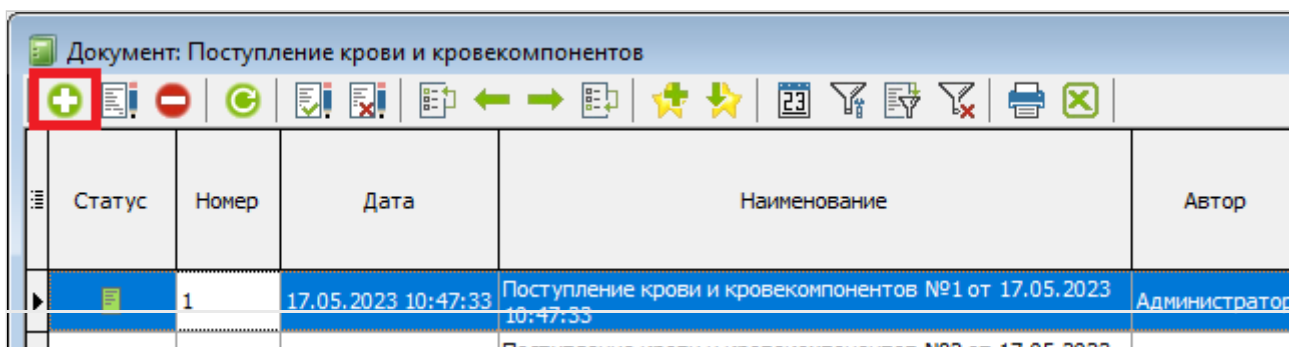 Документ: Поступление крови и кровекомпонентов
23
Статус Номер Дата Наименование Автор
1 17.05.2023 10:47:33 Поступление крови и кровекомпонентов №1 от 17.05.2023 Администратор
10:47:33